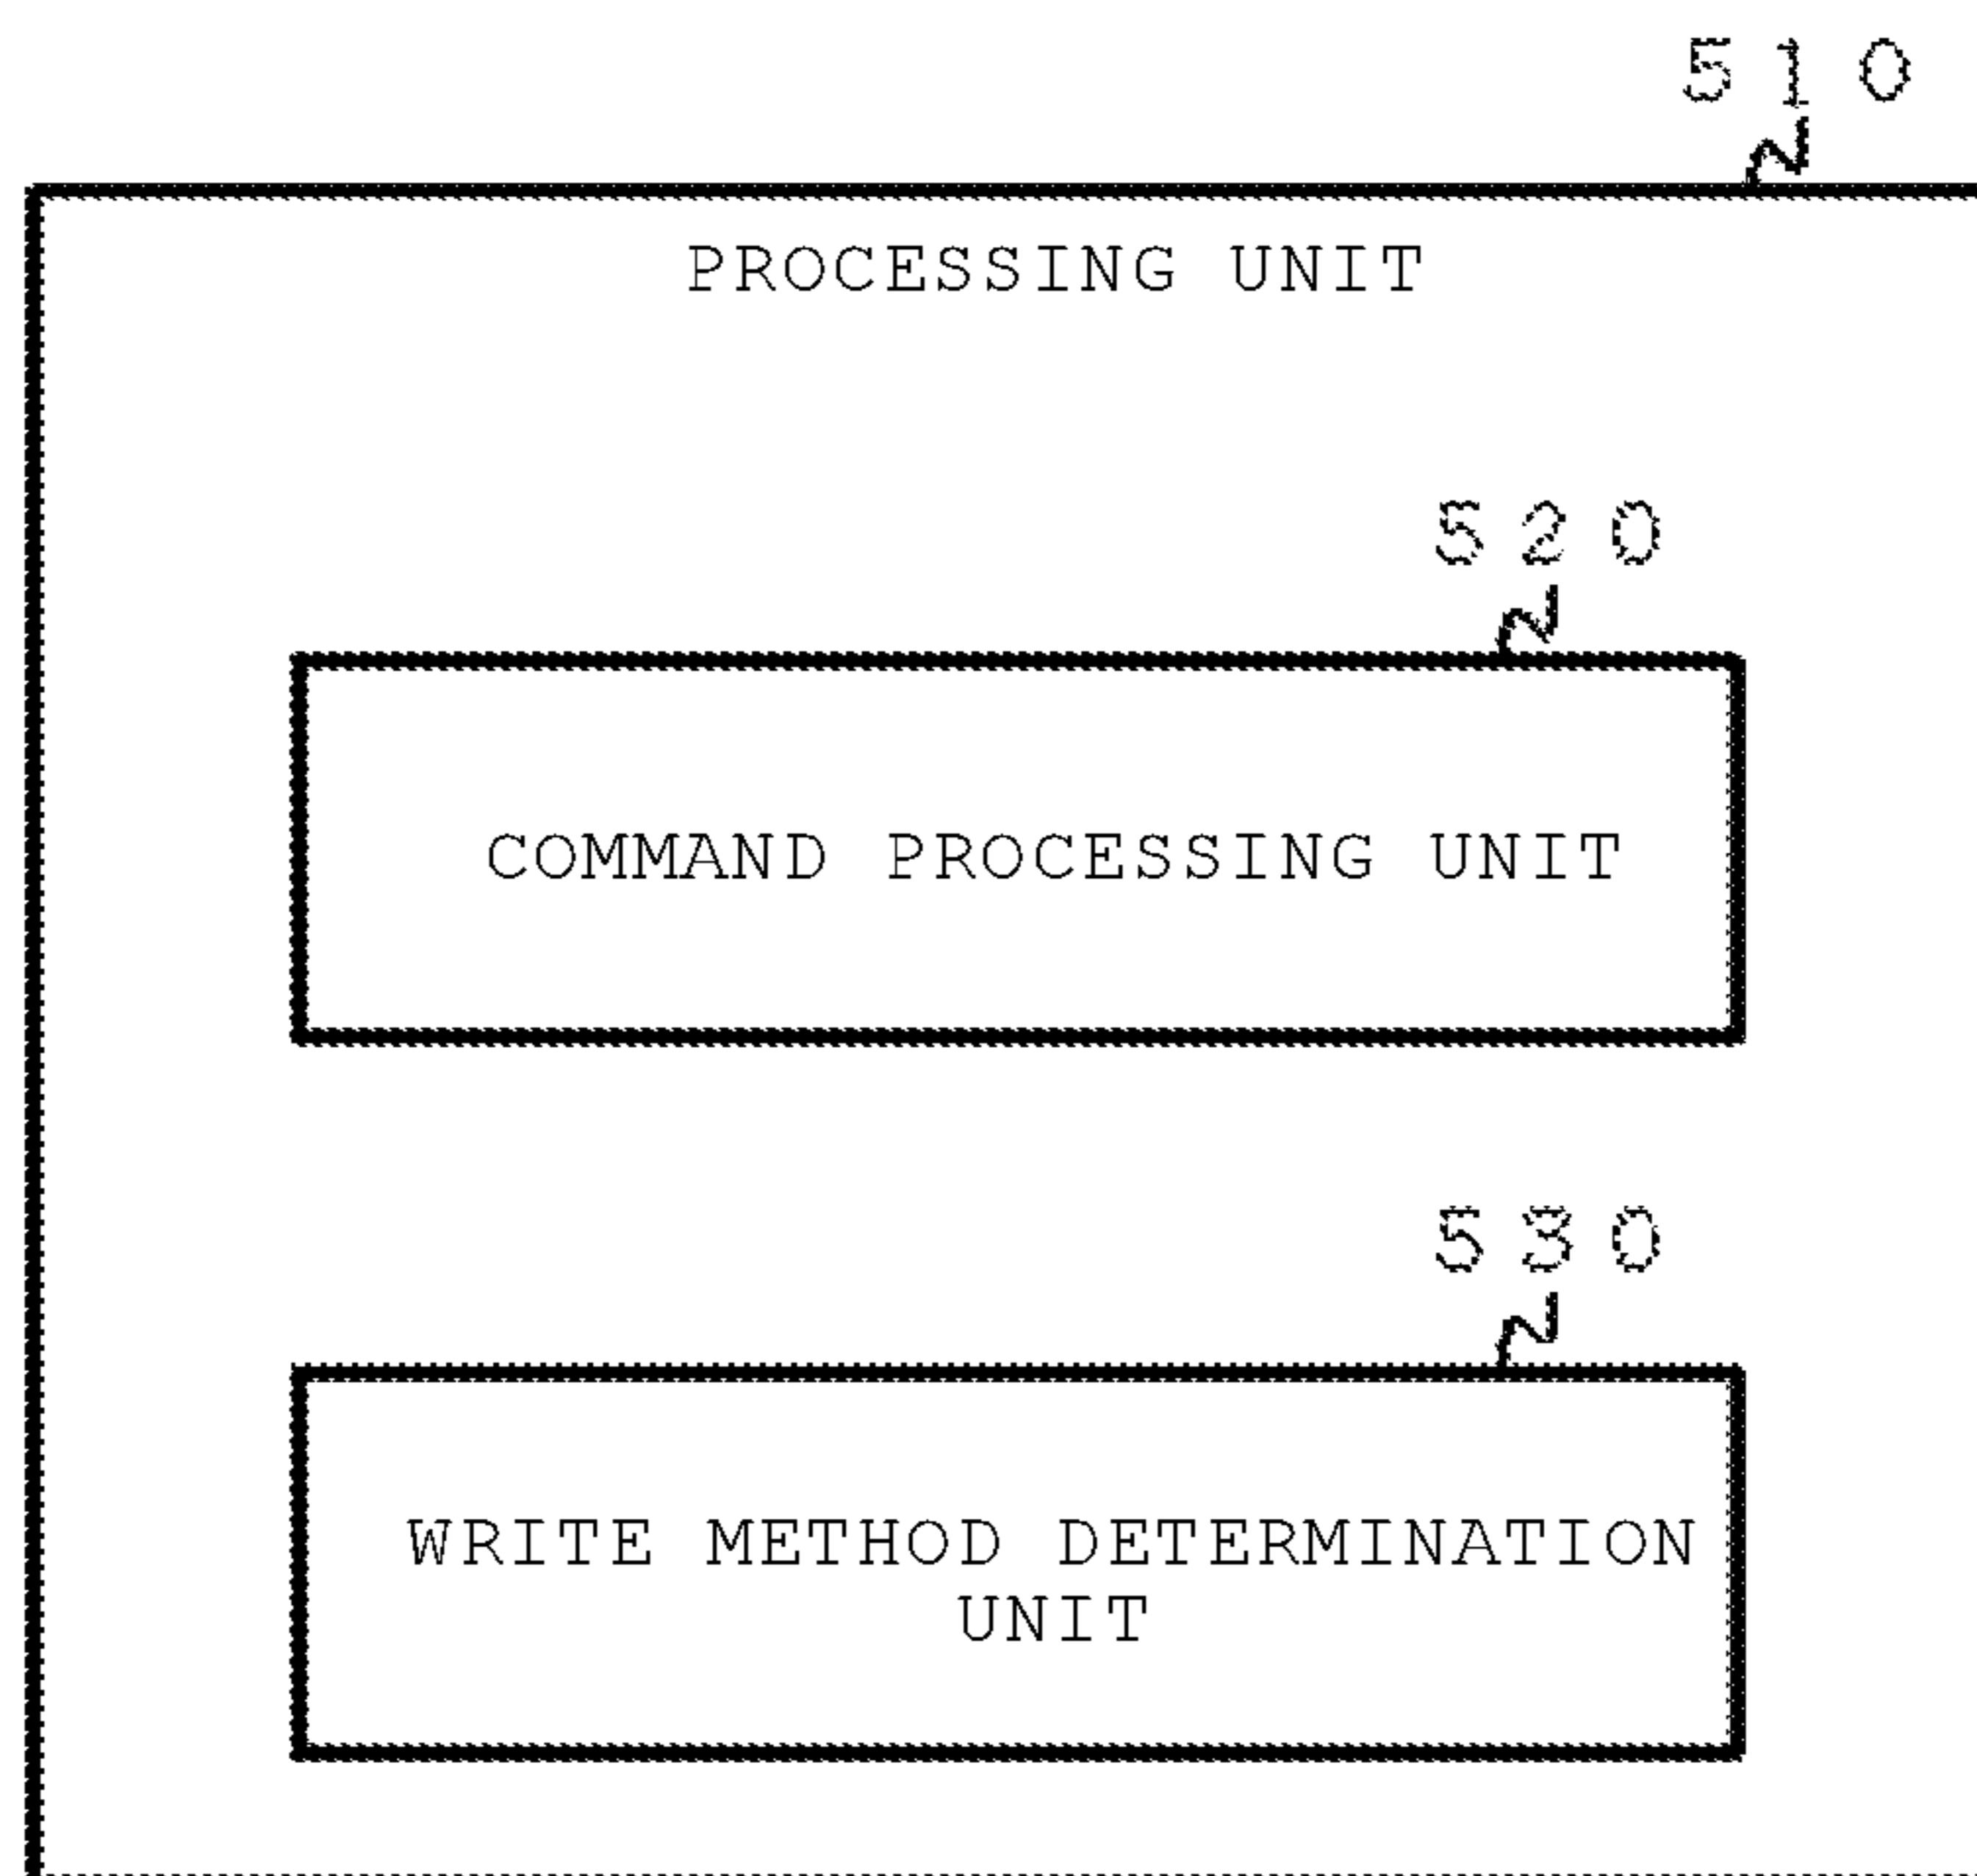 510
PROCESSING UNIT
520
COMMAND PROCESSING UNIT
530
WRITE METHOD DETERMINATION
UNIT